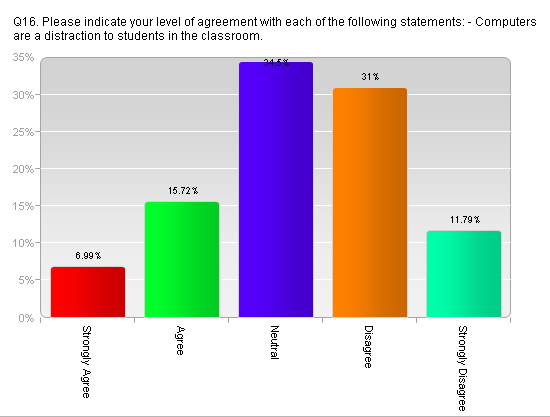 Q16. Please indicate your level of agreement with each of the following statements: - Computers
are a distraction to students in the classroom.
35%
30%
25%
20%
15%
10%
5%
0%
6.99%
15.72%
34.5%
31%
11.79%
Strongly Agree
Agree
Neutral
Disagree
Strongly Disagree